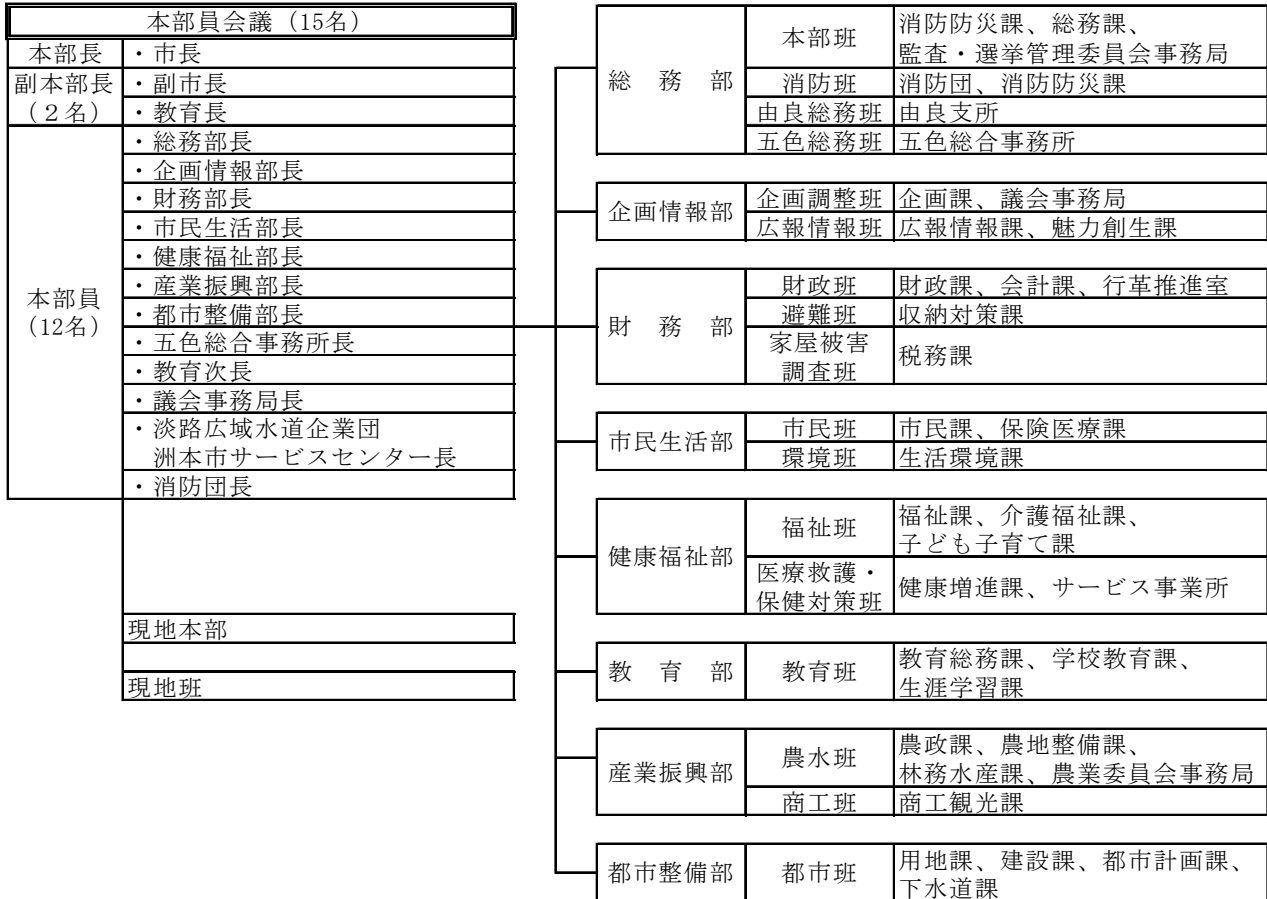 本部員会議（15名）
本部長
・市長
副本部長
（２名）
・副市長
・教育長
本部員
(12名)
・総務部長
・企画情報部長
・財務部長
・市民生活部長
・健康福祉部長
・産業振興部長
・都市整備部長
・五色総合事務所長
・教育次長
・議会事務局長
・淡路広域水道企業団
洲本市サービスセンター長
・消防団長
現地本部
現地班
総　務　部
本部班
消防防災課、総務課、
監査・選挙管理委員会事務局
消防班
消防団、消防防災課
由良総務班
由良支所
五色総務班
五色総合事務所
企画情報部
企画調整班
企画課、議会事務局
広報情報班
広報情報課、魅力創生課
財　務　部
財政班
財政課、会計課、行革推進室
避難班
収納対策課
家屋被害
調査班
税務課
市民生活部
市民班
市民課、保険医療課
環境班
生活環境課
健康福祉部
福祉班
福祉課、介護福祉課、
子ども子育て課
医療救護・
保健対策班
健康増進課、サービス事業所
教　育　部
教育班
教育総務課、学校教育課、
生涯学習課
産業振興部
農水班
農政課、農地整備課、
林務水産課、農業委員会事務局
商工班
商工観光課
都市整備部
都市班
用地課、建設課、都市計画課、
下水道課